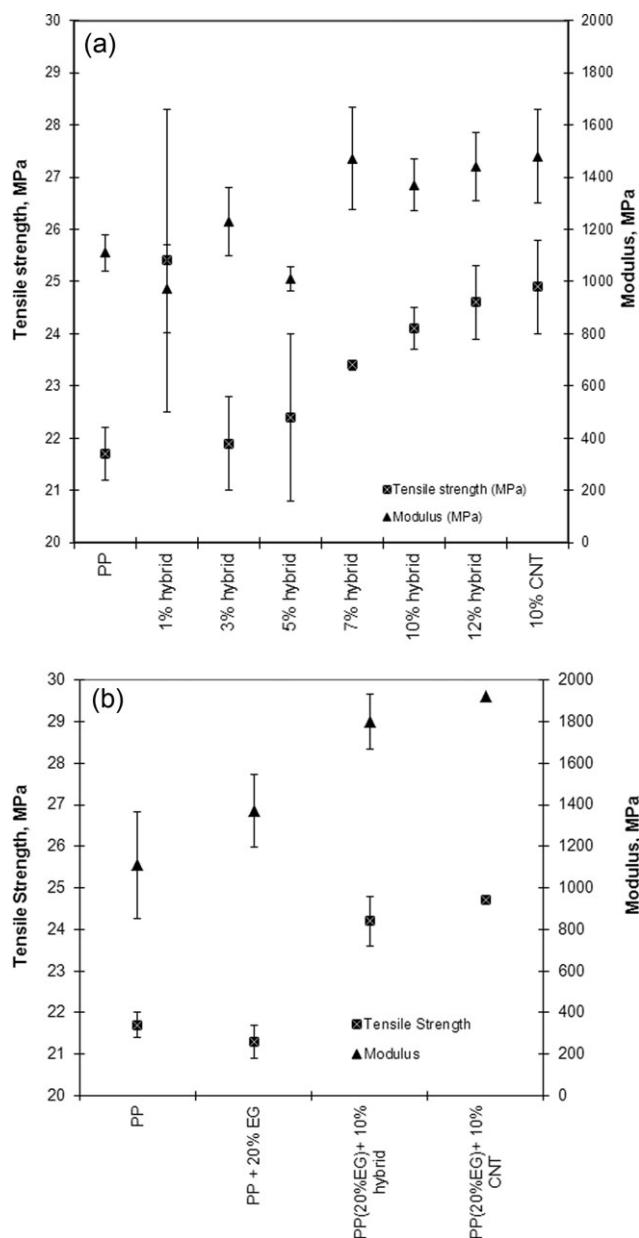 (a)
30
29
28
27
26
25
24
23
22
21
20
Tensile strength, MPa
2000
1800
1600
1400
1200
1000
800
600
400
200
0
Modulus, MPa
Tensile strength (MPa)
Modulus (MPa)
PP
1% hybrid
3% hybrid
5% hybrid
7% hybrid
10% hybrid
12% hybrid
10% CNT
(b)
30
29
28
27
26
25
24
23
22
21
20
Tensile Strength, MPa
2000
1800
1600
1400
1200
1000
800
600
400
200
0
Modulus, MPa
Tensile Strength
Modulus
PP
PP + 20% EG
PP(20%EG)+ 10%
hybrid
PP(20%EG)+ 10%
CNT